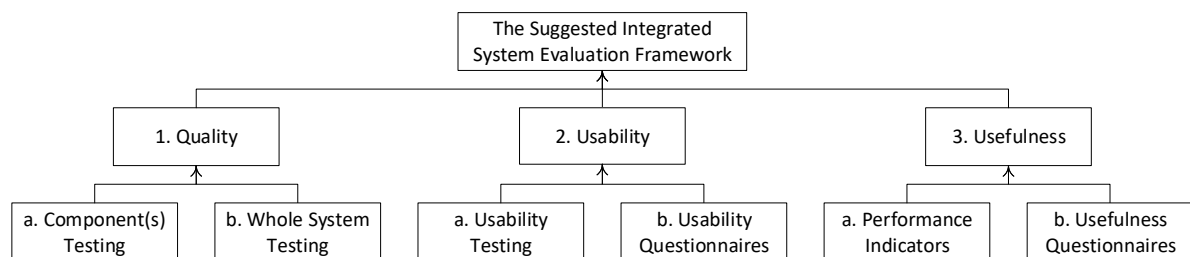 The Suggested Integrated
System Evaluation Framework
1. Quality
2. Usability
3. Usefulness
a. Component(s)
Testing
b. Whole System
Testing
a. Usability
Testing
b. Usability
Questionnaires
a. Performance
Indicators
b. Usefulness
Questionnaires